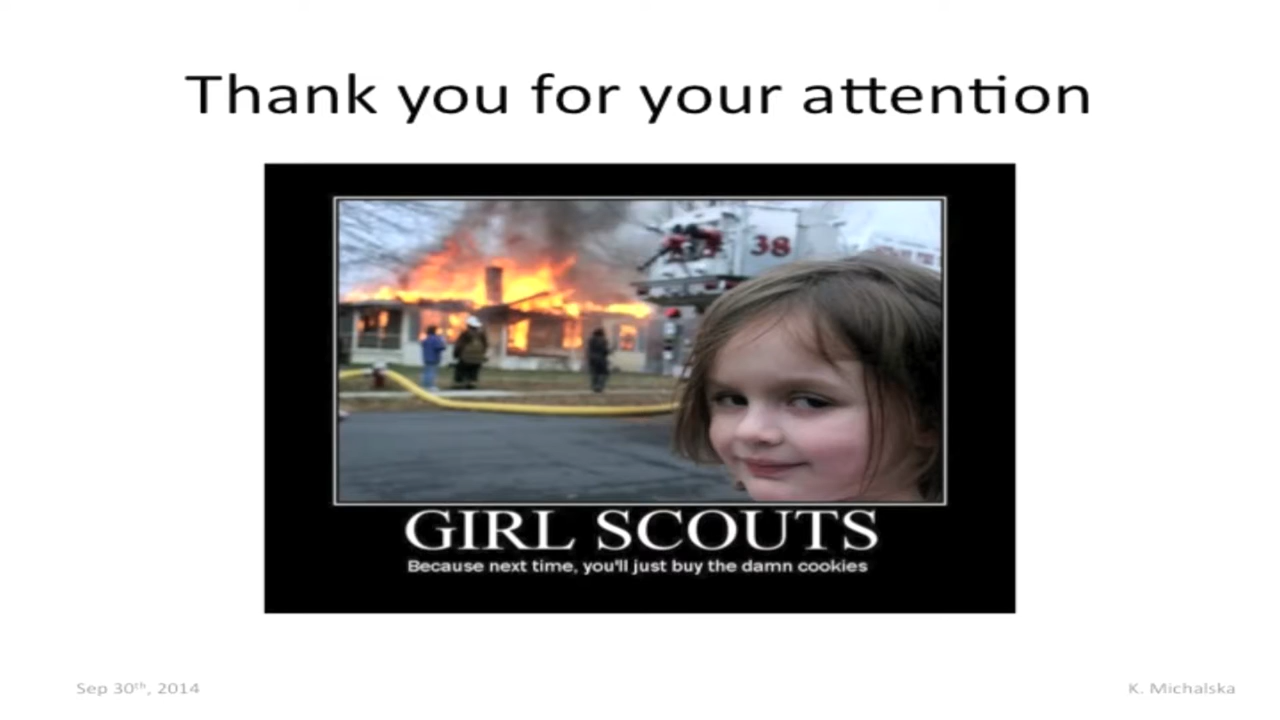 Thank you for your attention
38
GIRL SCOUTS
Because next time, you'll just buy the damn cookies
Sep 30th, 2014
K. Michalska